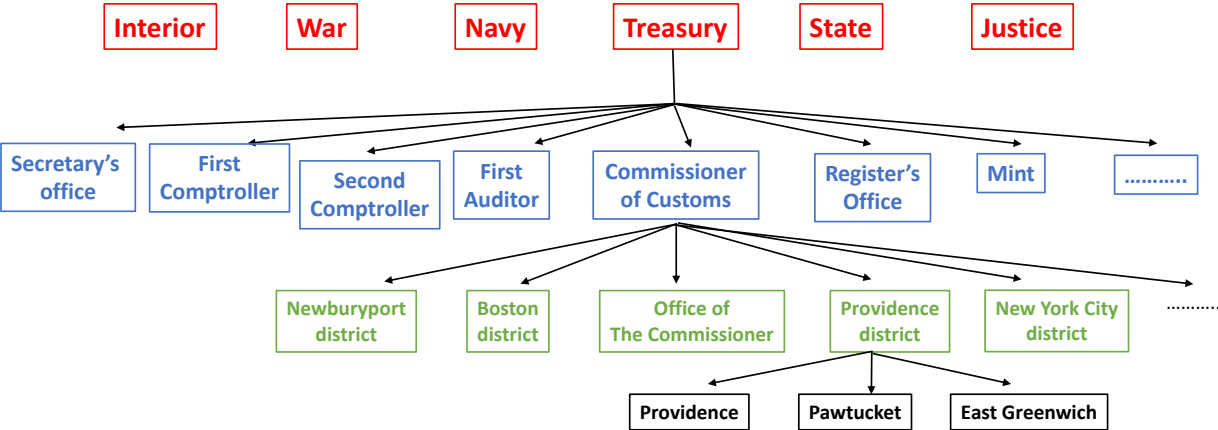 Interior
War
Navy
Treasury
State
Justice
Secretary's
office
First
Comptroller
Second
Comptroller
First
Auditor
Commissioner
of Customs
Register's
Office
Mint
………..
Newburyport
district
Boston
district
Office of
The Commissioner
Providence
district
New York City
district
………..
Providence
Pawtucket
East Greenwich